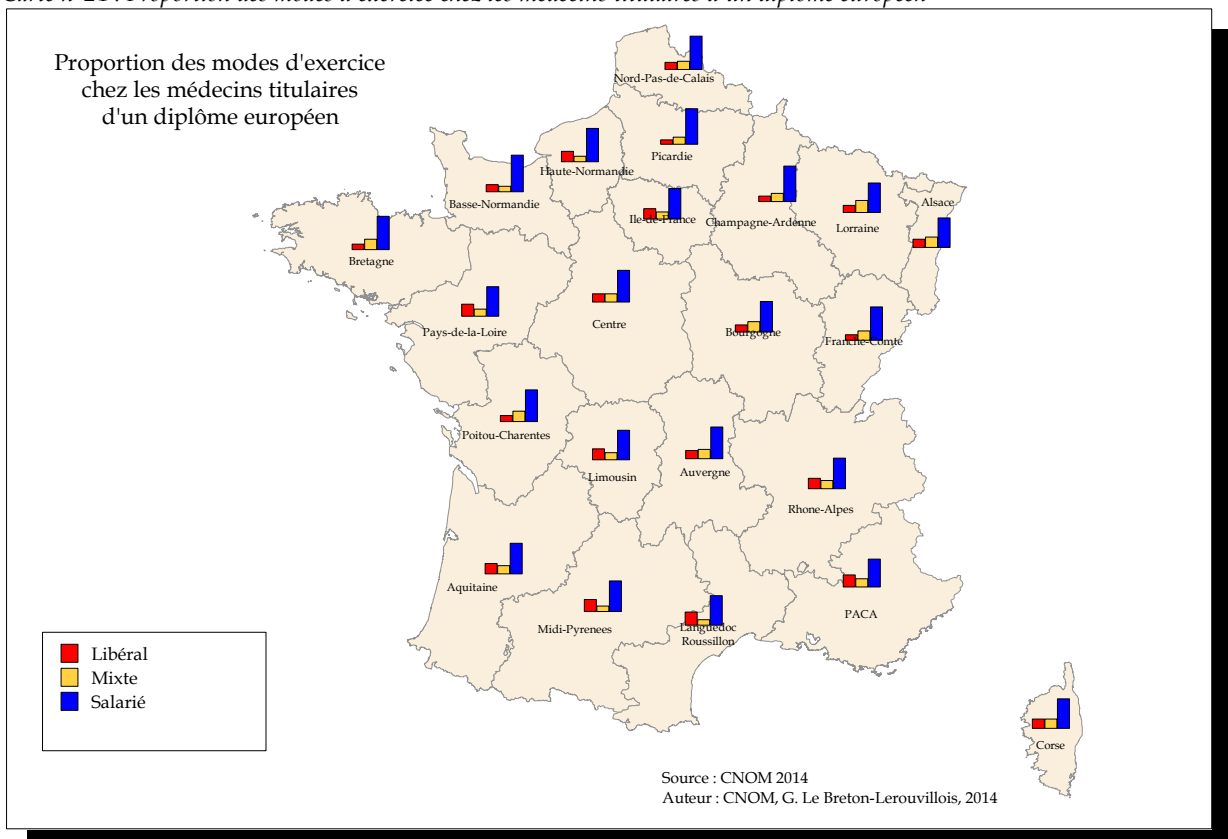 Proportion des modes d'exercice
chez les médecins titulaires
d'un diplôme européen
Nord-Pas-de-Calais
Picardie
Haute-Normandie
Basse-Normandie
Ile-de-France
Champagne-Ardenne
Lorraine
Alsace
Bretagne
Pays-de-la-Loire
Centre
Bourgogne
Franche-Comte
Poitou-Charentes
Limousin
Auvergne
Rhone-Alpes
Aquitaine
Midi-Pyrenees
Languedoc
Roussillon
PACA
Corse
Libéral
Mixte
Salarié
Source : CNOM 2014
Auteur : CNOM, G. Le Breton-Lerouvillois, 2014